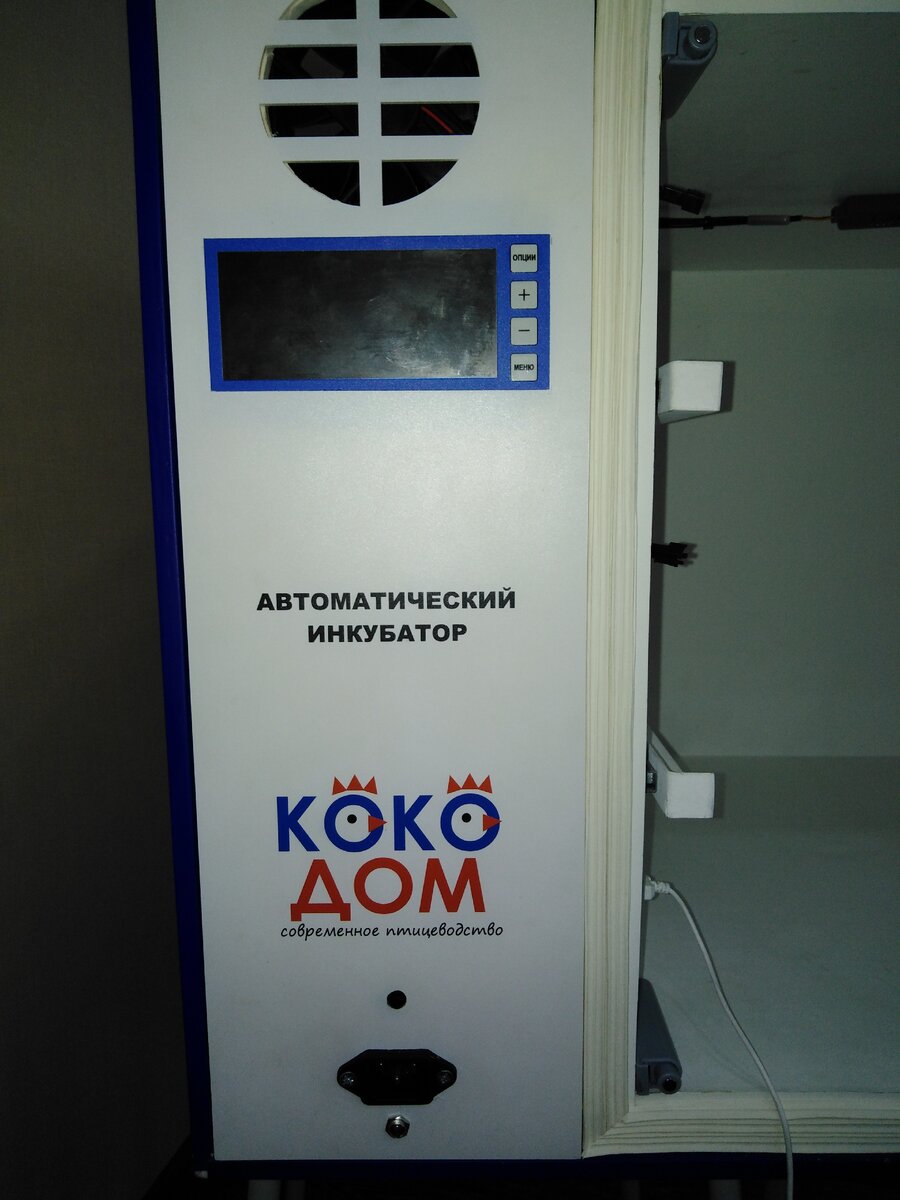 ОПЦИИ
+
−
МЕНЮ
АВТОМАТИЧЕСКИЙ
ИНКУБАТОР
КОКО
ДОМ
современное птицеводство